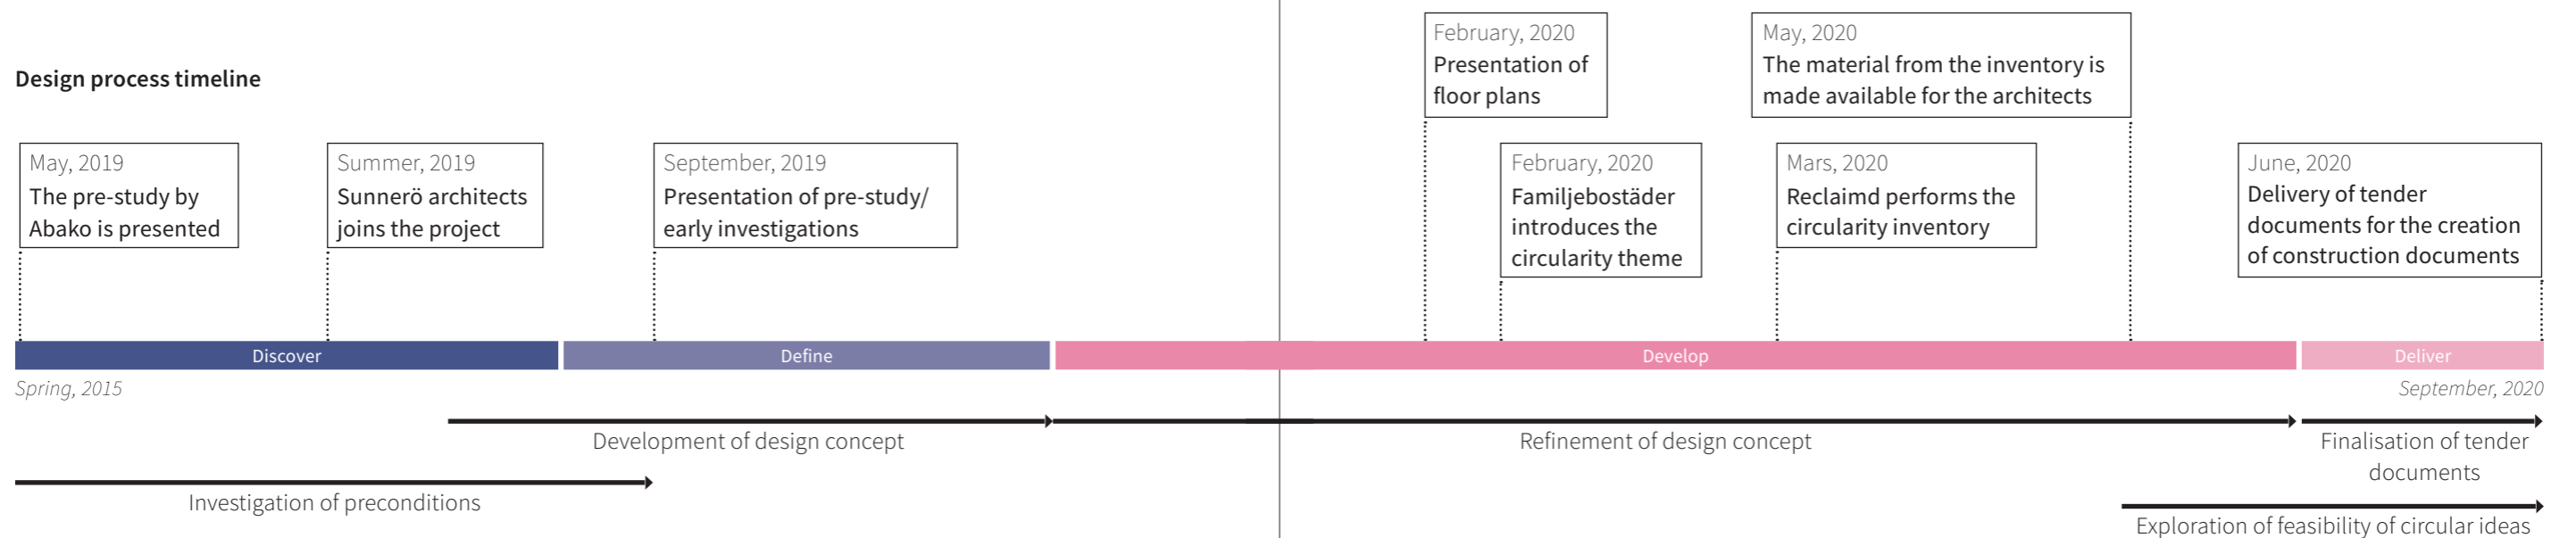 Design process timeline
May, 2019
The pre-study by
Abako is presented
Summer, 2019
Sunnerö architects
joins the project
September, 2019
Presentation of pre-study/
early investigations
February, 2020
Presentation of
floor plans
February, 2020
Familjebostäder
introduces the
circularity theme
May, 2020
The material from the inventory is
made available for the architects
Mars, 2020
Reclaimd performs the
circularity inventory
June, 2020
Delivery of tender
documents for the creation
of construction documents
Discover
Define
Develop
Deliver
Spring, 2015
September, 2020
Development of design concept
Refinement of design concept
Finalisation of tender
documents
Investigation of preconditions
Exploration of feasibility of circular ideas